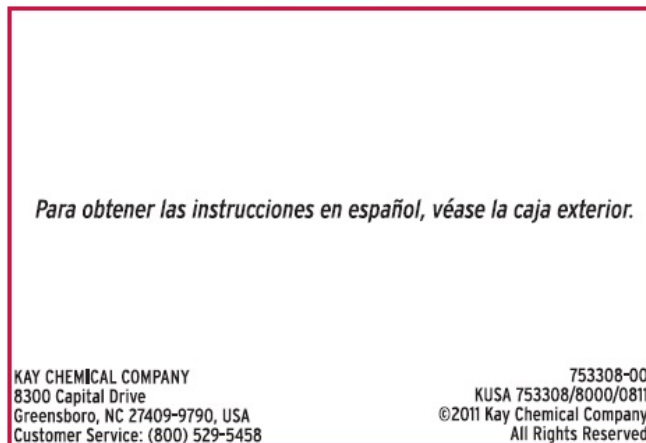 Para obtener las instrucciones en español, véase la caja exterior.
KAY CHEMICAL COMPANY
8300 Capital Drive
Greensboro, NC 27409-9790, USA
Customer Service: (800) 529-5458
753308-00
KUSA 753308/8000/0811
©2011 Kay Chemical Company
All Rights Reserved